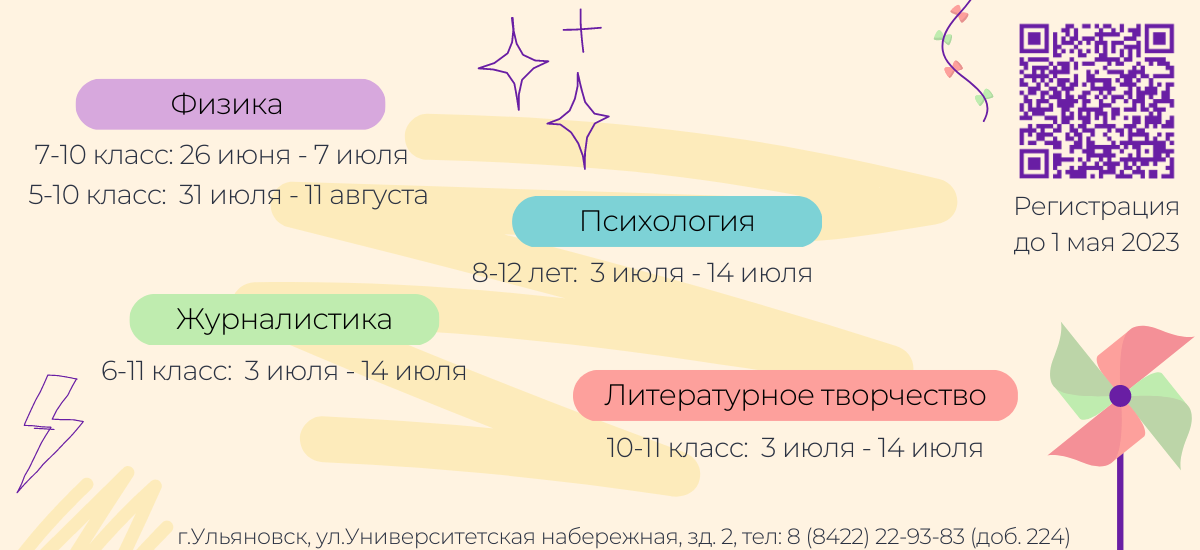 Физика
7-10 класс: 26 июня - 7 июля
5-10 класс: 31 июля - 11 августа
Психология
8-12 лет: 3 июля - 14 июля
Журналистика
6-11 класс: 3 июля - 14 июля
Литературное творчество
10-11 класс: 3 июля - 14 июля
Регистрация
до 1 мая 2023
г.Ульяновск, ул.Университетская набережная, зд. 2, тел: 8 (8422) 22-93-83 (доб. 224)